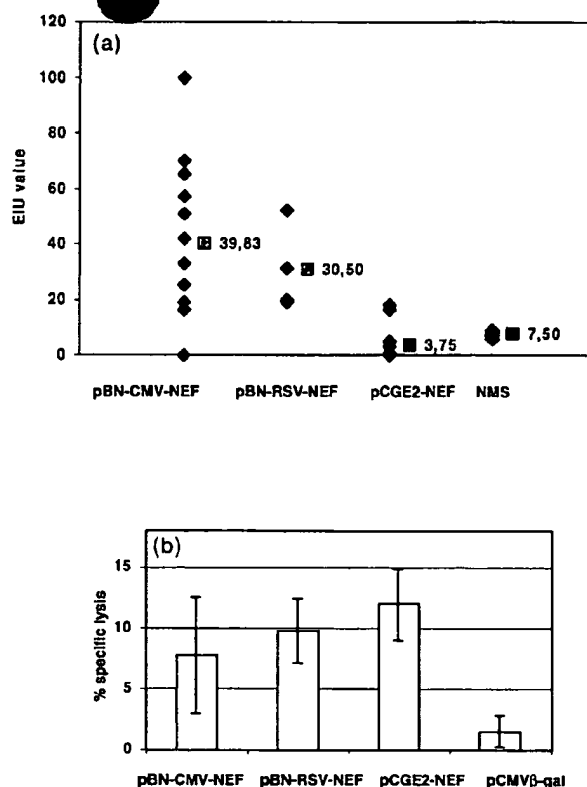 120
(a)
100
80
60
40
20
0
EIU value
39,83
30,50
3,75
7,50
pBN-CMV-NEF pBN-RSV-NEF pCGE2-NEF NMS
(b)
15
10
5
0
% specific lysis
pBN-CMV-NEF pBN-RSV-NEF pCGE2-NEF pCMVβ-gal